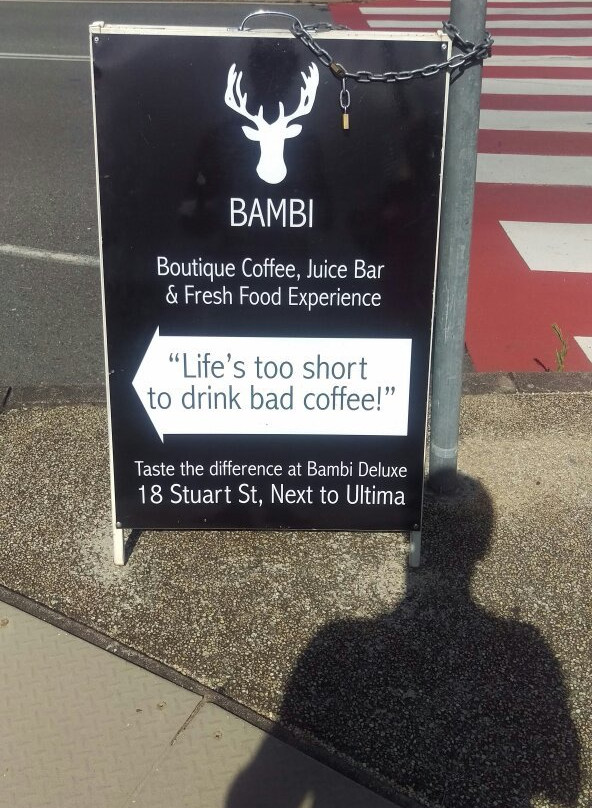 BAMBI
Boutique Coffee, Juice Bar
& Fresh Food Experience
“Life’s too short
to drink bad coffee!”
Taste the difference at Bambi Deluxe
18 Stuart St, Next to Ultima